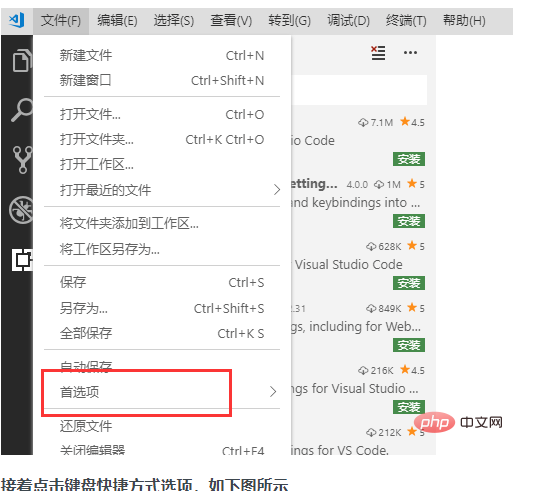 文件(F) 编辑(E) 选择(S) 查看(V) 转到(G) 调试(D) 终端(T) 帮助(H)
新建文件 Ctrl+N
新建窗口 Ctrl+Shift+N
打开文件... Ctrl+O
打开文件夹... Ctrl+K Ctrl+O
打开工作区...
打开最近的文件
将文件夹添加到工作区...
将工作区另存为...
保存 Ctrl+S
另存为... Ctrl+Shift+S
全部保存 Ctrl+K S
自动保存
首选项
还原文件
关闭编辑器 Ctrl+F4
7.1M 4.5
io Code
安装
etting... 4.0.0 1M 5
and keybindings into ...
安装
628K 5
Visual Studio Code
安装
2.31 849K 5
gs, including for Web...
安装
216K 4.5
ngs for Visual Studio ...
安装
212K 5
ngs for VS Code.
php 中文网
接着点击键盘快捷方式选项，如下图所示